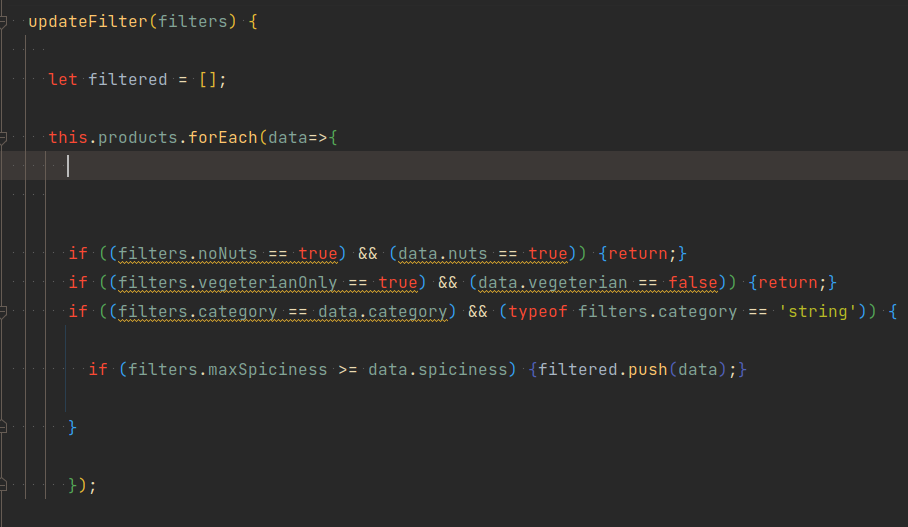 updateFilter(filters) {
let filtered = [];
this.products.forEach(data=>{
if ((filters.noNuts == true) && (data.nuts == true)) {return;}
if ((filters.vegeterianOnly == true) && (data.vegeterian == false)) {return;}
if ((filters.category == data.category) && (typeof filters.category == 'string')) {
if (filters.maxSpiciness >= data.spiciness) {filtered.push(data);}
}
});